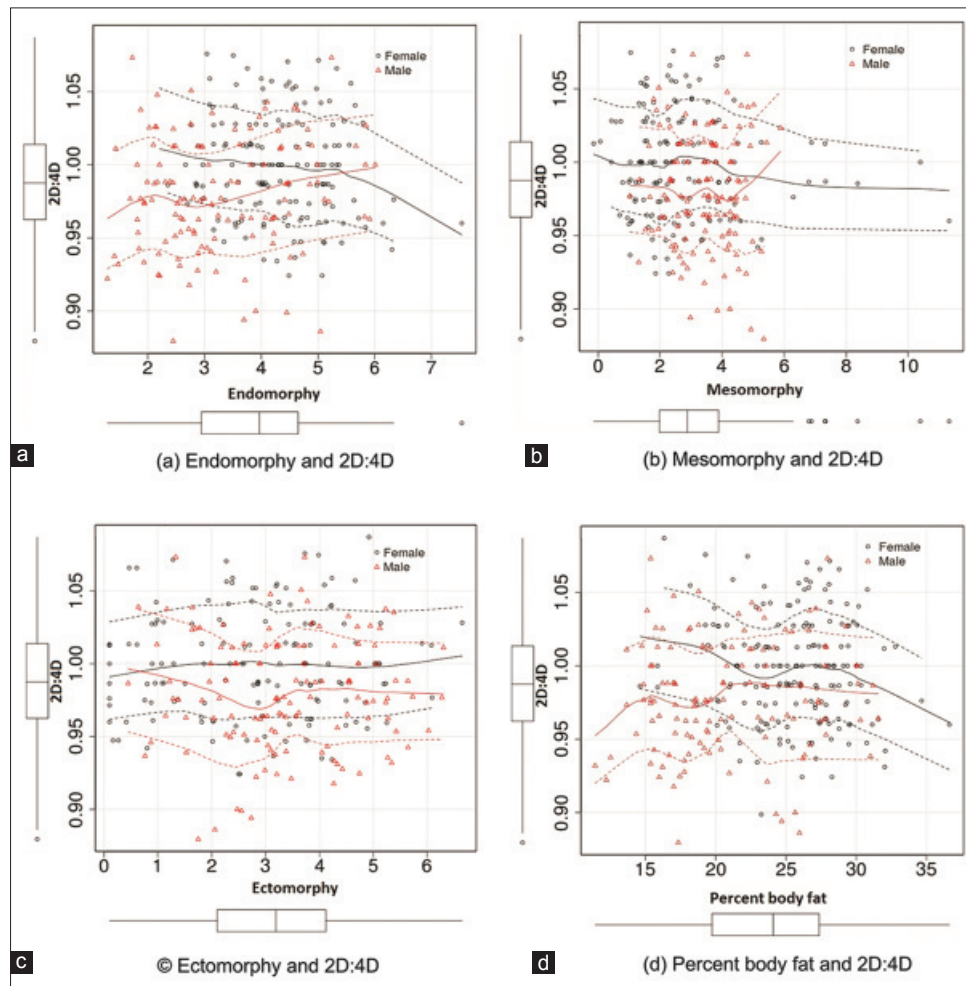 Female
Male
2D:4D
1.05
1.00
0.95
0.90
2 3 4 5 6 7
Endomorphy
a
(a) Endomorphy and 2D:4D
Female
Male
2D:4D
1.05
1.00
0.95
0.90
0 2 4 6 8 10
Mesomorphy
b
(b) Mesomorphy and 2D:4D
Female
Male
2D:4D
1.05
1.00
0.95
0.90
0 1 2 3 4 5 6
Ectomorphy
c
© Ectomorphy and 2D:4D
Female
Male
2D:4D
1.05
1.00
0.95
0.90
15 20 25 30 35
Percent body fat
d
(d) Percent body fat and 2D:4D